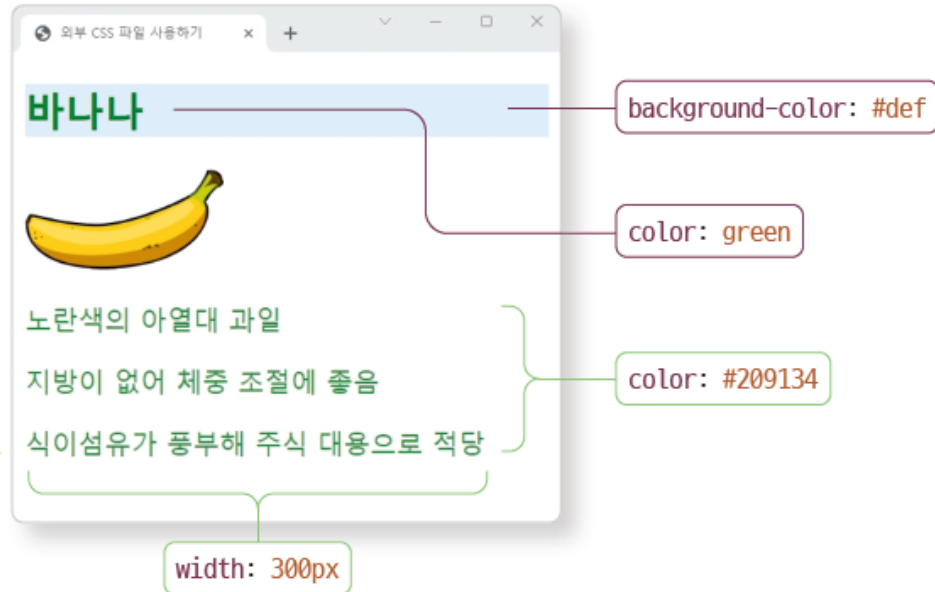 외부 CSS 파일 사용하기
바나나
background-color: #def
color: green
노란색의 아열대 과일
지방이 없어 체중 조절에 좋음
식이섬유가 풍부해 주식 대용으로 적당
color: #209134
width: 300px